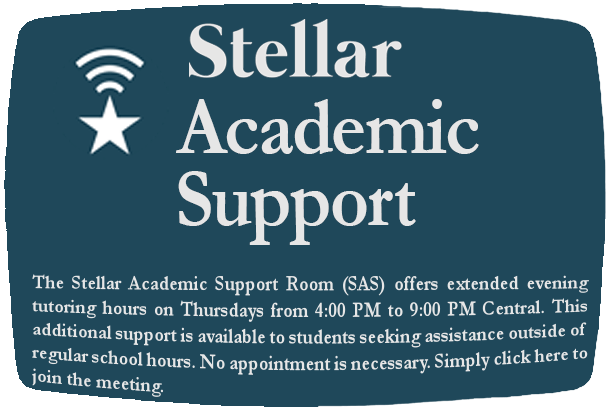 Stellar
Academic
Support
The Stellar Academic Support Room (SAS) offers extended evening
tutoring hours on Thursdays from 4:00 PM to 9:00 PM Central. This
additional support is available to students seeking assistance outside of
regular school hours. No appointment is necessary. Simply click here to
join the meeting.